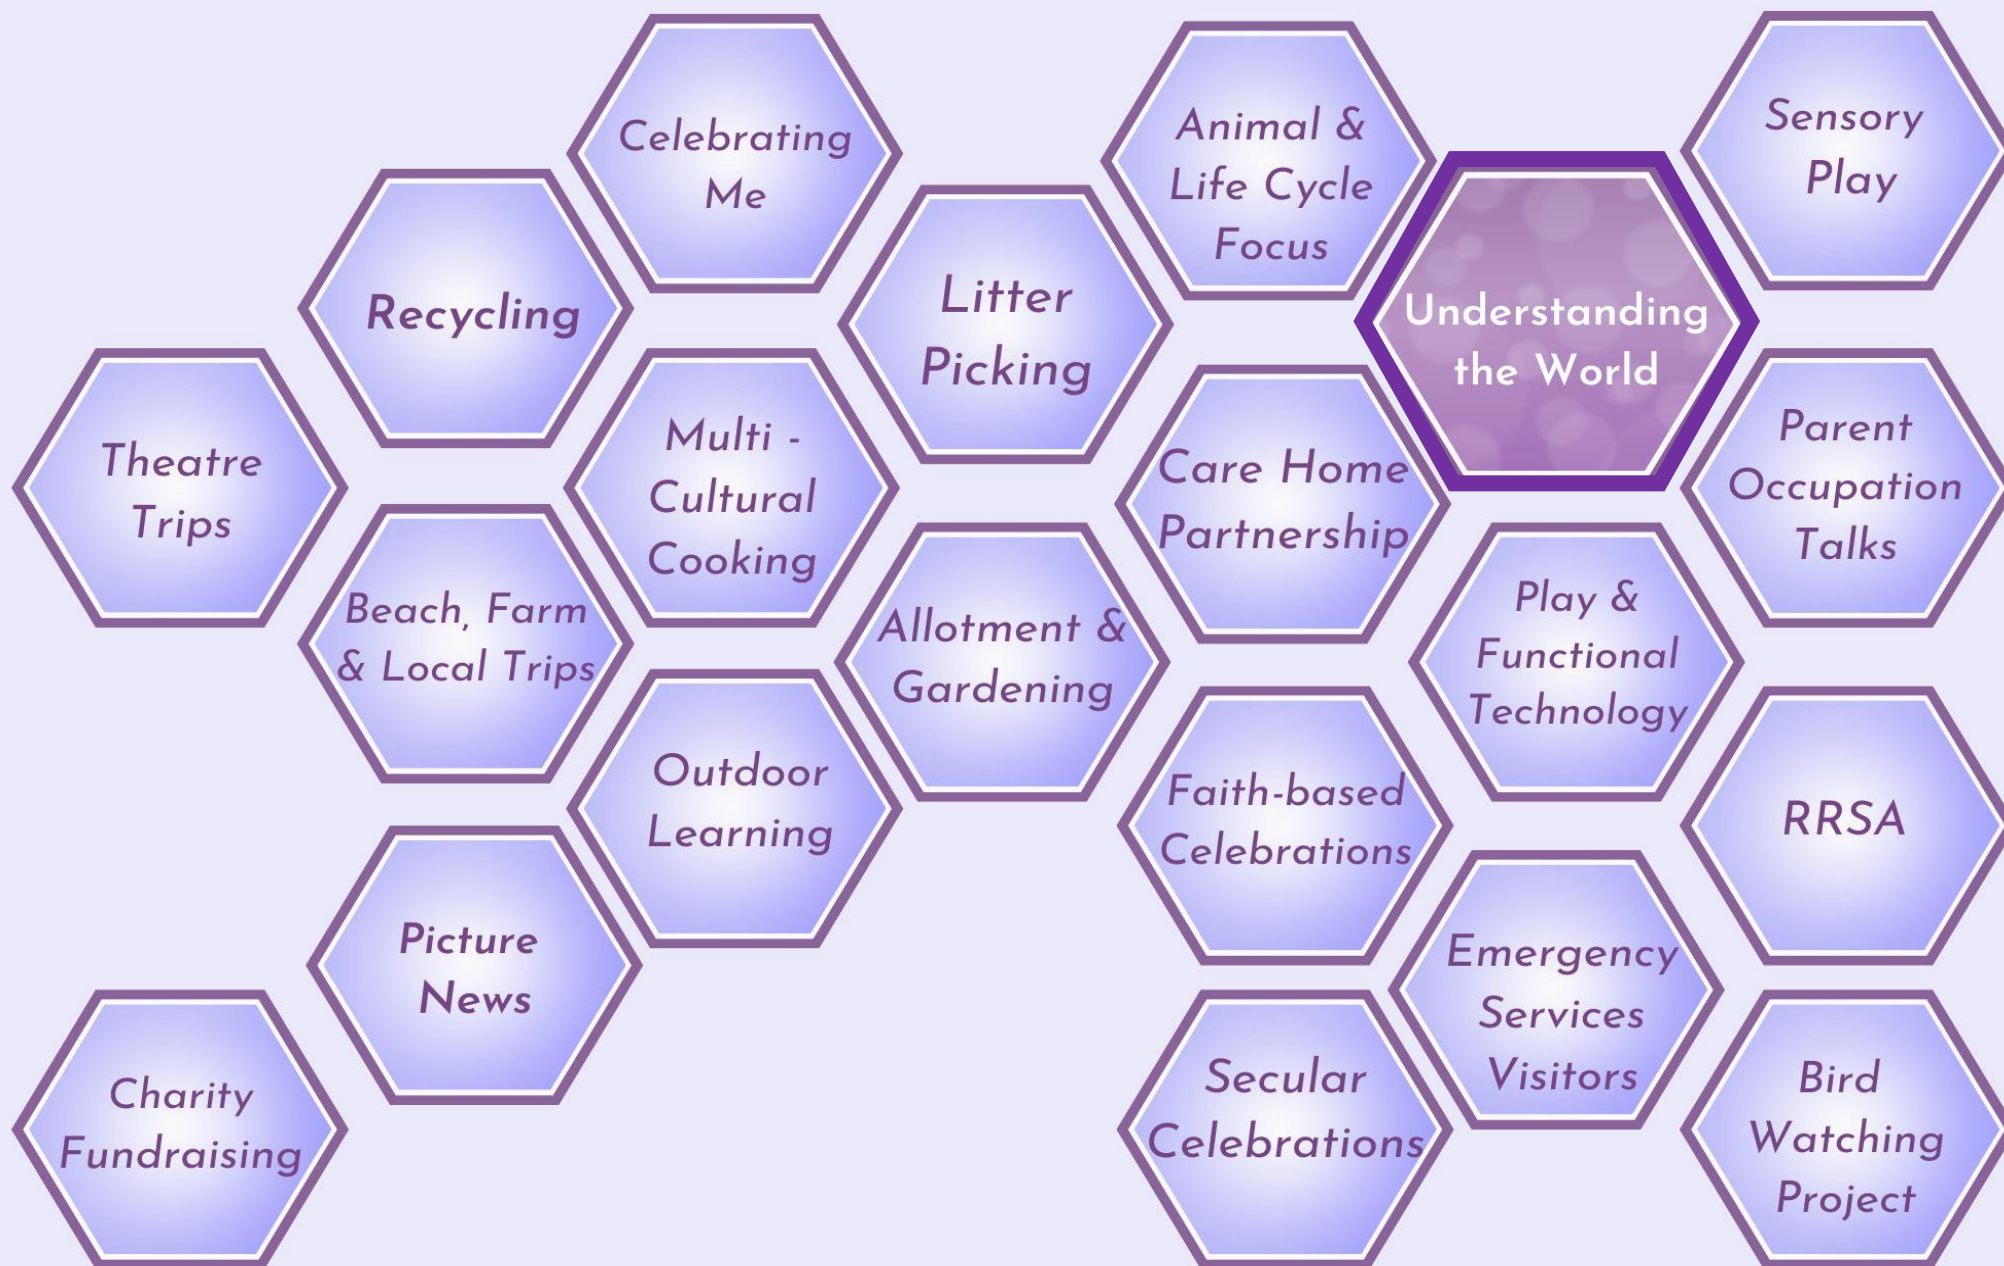 Celebrating
Me
Animal &
Life Cycle
Focus
Sensory
Play
Recycling
Litter
Picking
Understanding
the World
Theatre
Trips
Multi -
Cultural
Cooking
Care Home
Partnership
Parent
Occupation
Talks
Beach, Farm
& Local Trips
Allotment &
Gardening
Play &
Functional
Technology
Outdoor
Learning
Faith-based
Celebrations
RRSA
Picture
News
Emergency
Services
Visitors
Charity
Fundraising
Secular
Celebrations
Bird
Watching
Project